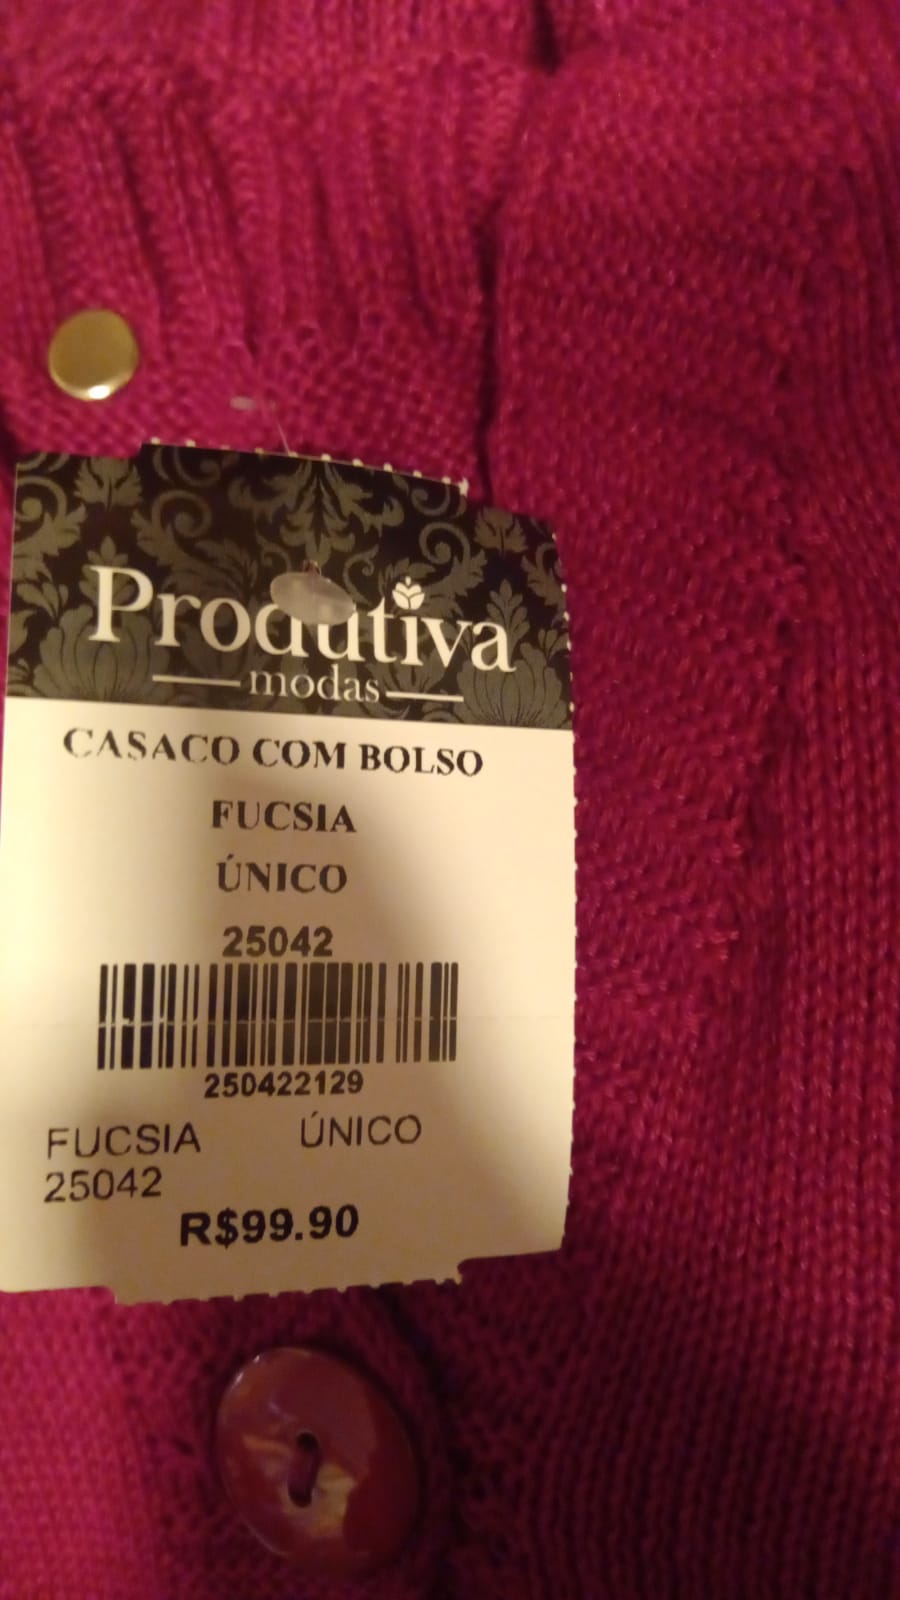 Produtiva
modas
CASACO COM BOLSO
FUCSIA
ÚNICO
25042
250422129
FUCSIA ÚNICO
25042
R$99.90